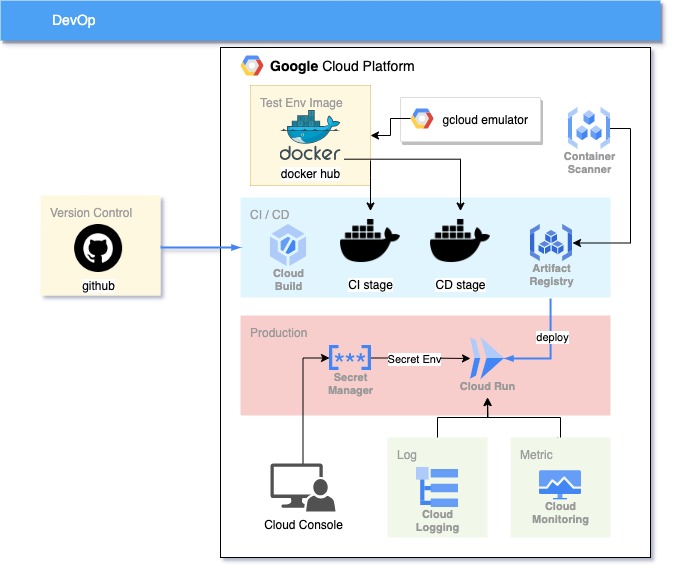 DevOp
Google Cloud Platform
Test Env Image
docker
docker hub
gcloud emulator
Container
Scanner
Version Control
github
CI / CD
Cloud
Build
CI stage
CD stage
Artifact
Registry
deploy
Production
[***]
Secret
Manager
Secret Env
Cloud Run
Cloud Console
Log
Cloud
Logging
Metric
Cloud
Monitoring